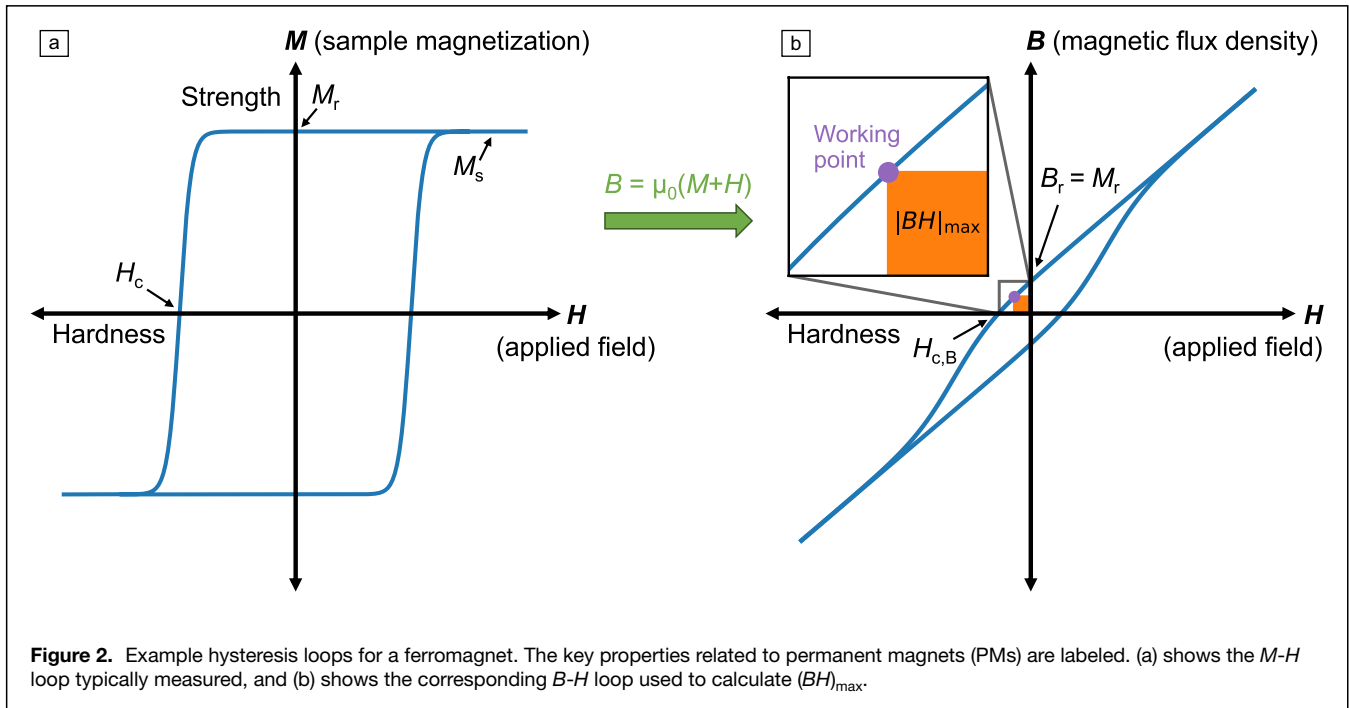 a
M (sample magnetization)
Strength
Mr
Ms
Hc
Hardness
H
(applied field)
B = μ0(M+H)
b
B (magnetic flux density)
Working
point
|BH|max
Br = Mr
Hardness
Hc,B
H
(applied field)
Figure 2. Example hysteresis loops for a ferromagnet. The key properties related to permanent magnets (PMs) are labeled. (a) shows the M-H
loop typically measured, and (b) shows the corresponding B-H loop used to calculate (BH)max.